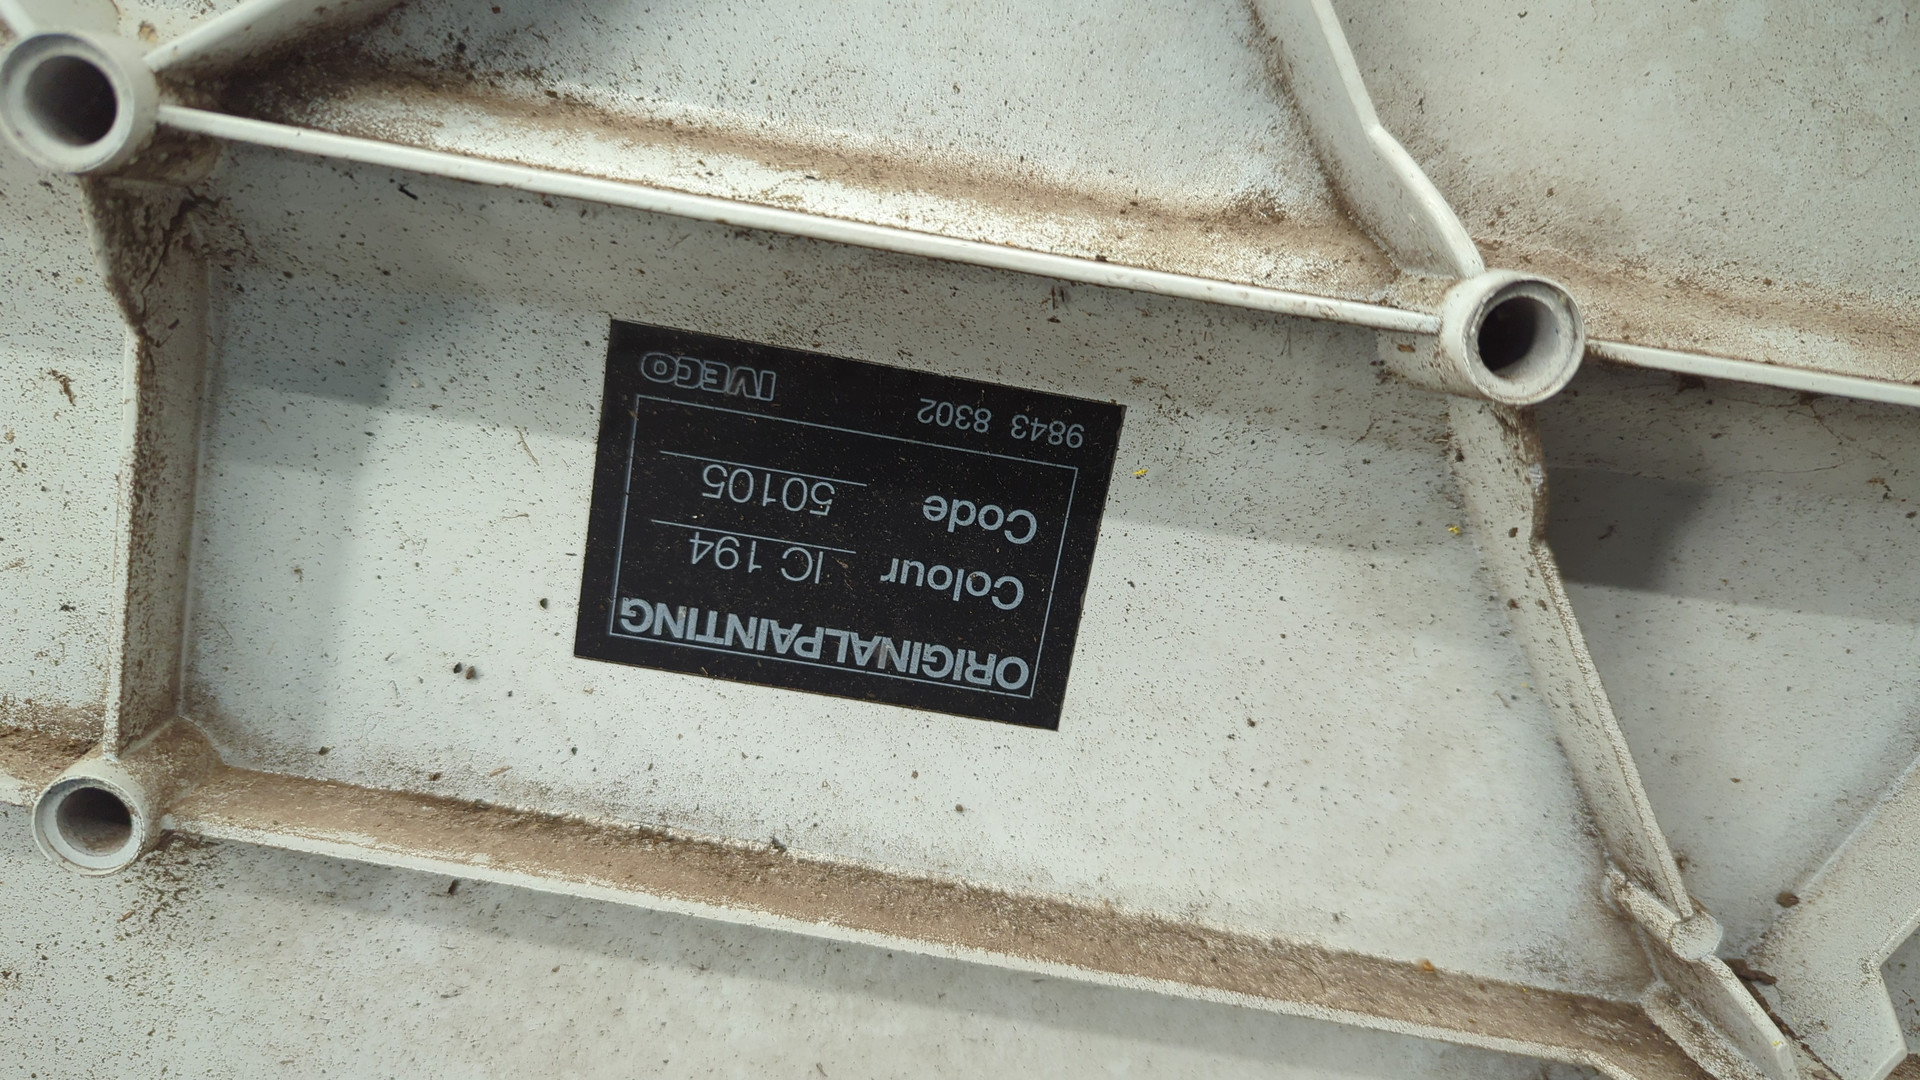 ORIGINALPAINTING
Colour IC 194
Code 50105
9843 8302 IVECO